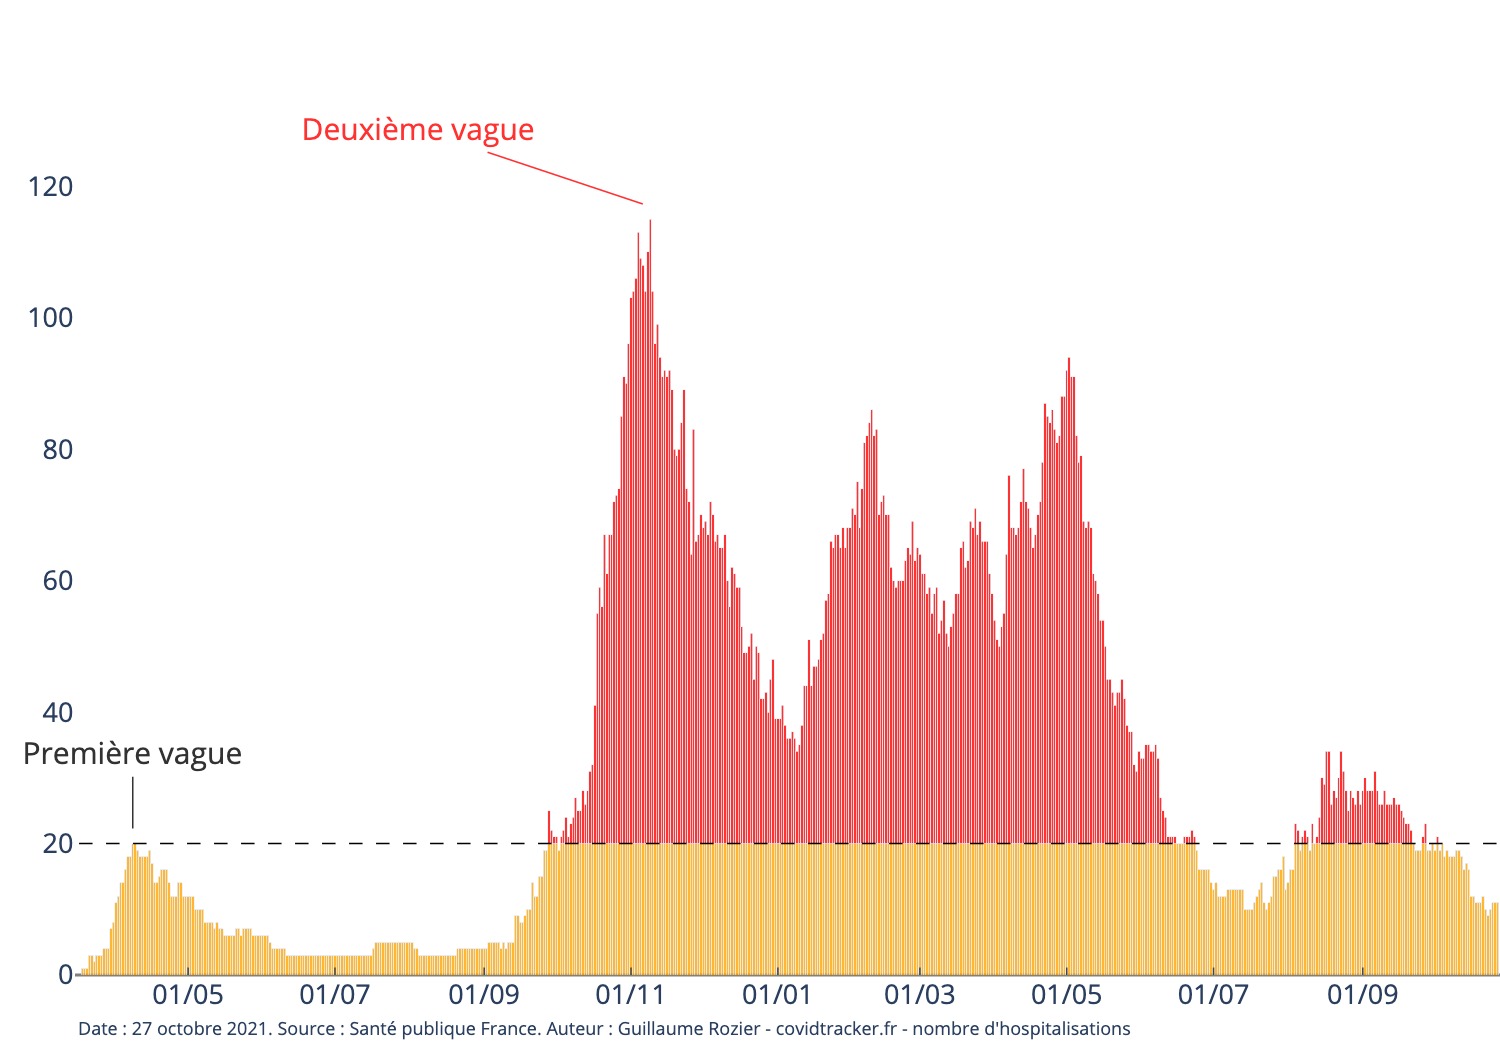 Deuxième vague
120
100
80
60
40
Première vague
20
0
01/05 01/07 01/09 01/11 01/01 01/03 01/05 01/07 01/09
Date : 27 octobre 2021. Source : Santé publique France. Auteur : Guillaume Rozier - covidtracker.fr - nombre d'hospitalisations